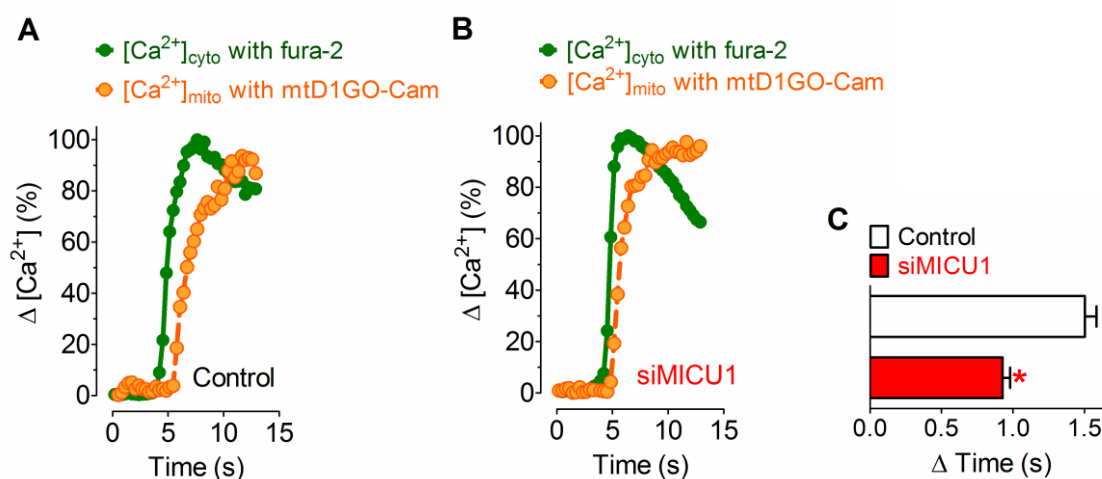 A
[Ca2+]cyto with fura-2
[Ca2+]mito with mtD1GO-Cam
Δ [Ca2+] (%)
100
80
60
40
20
0
Control
0
5
10
15
Time (s)
B
[Ca2+]cyto with fura-2
[Ca2+]mito with mtD1GO-Cam
Δ [Ca2+] (%)
100
80
60
40
20
0
siMICU1
0
5
10
15
Time (s)
C
Control
siMICU1
*
0.0
0.5
1.0
1.5
Δ Time (s)